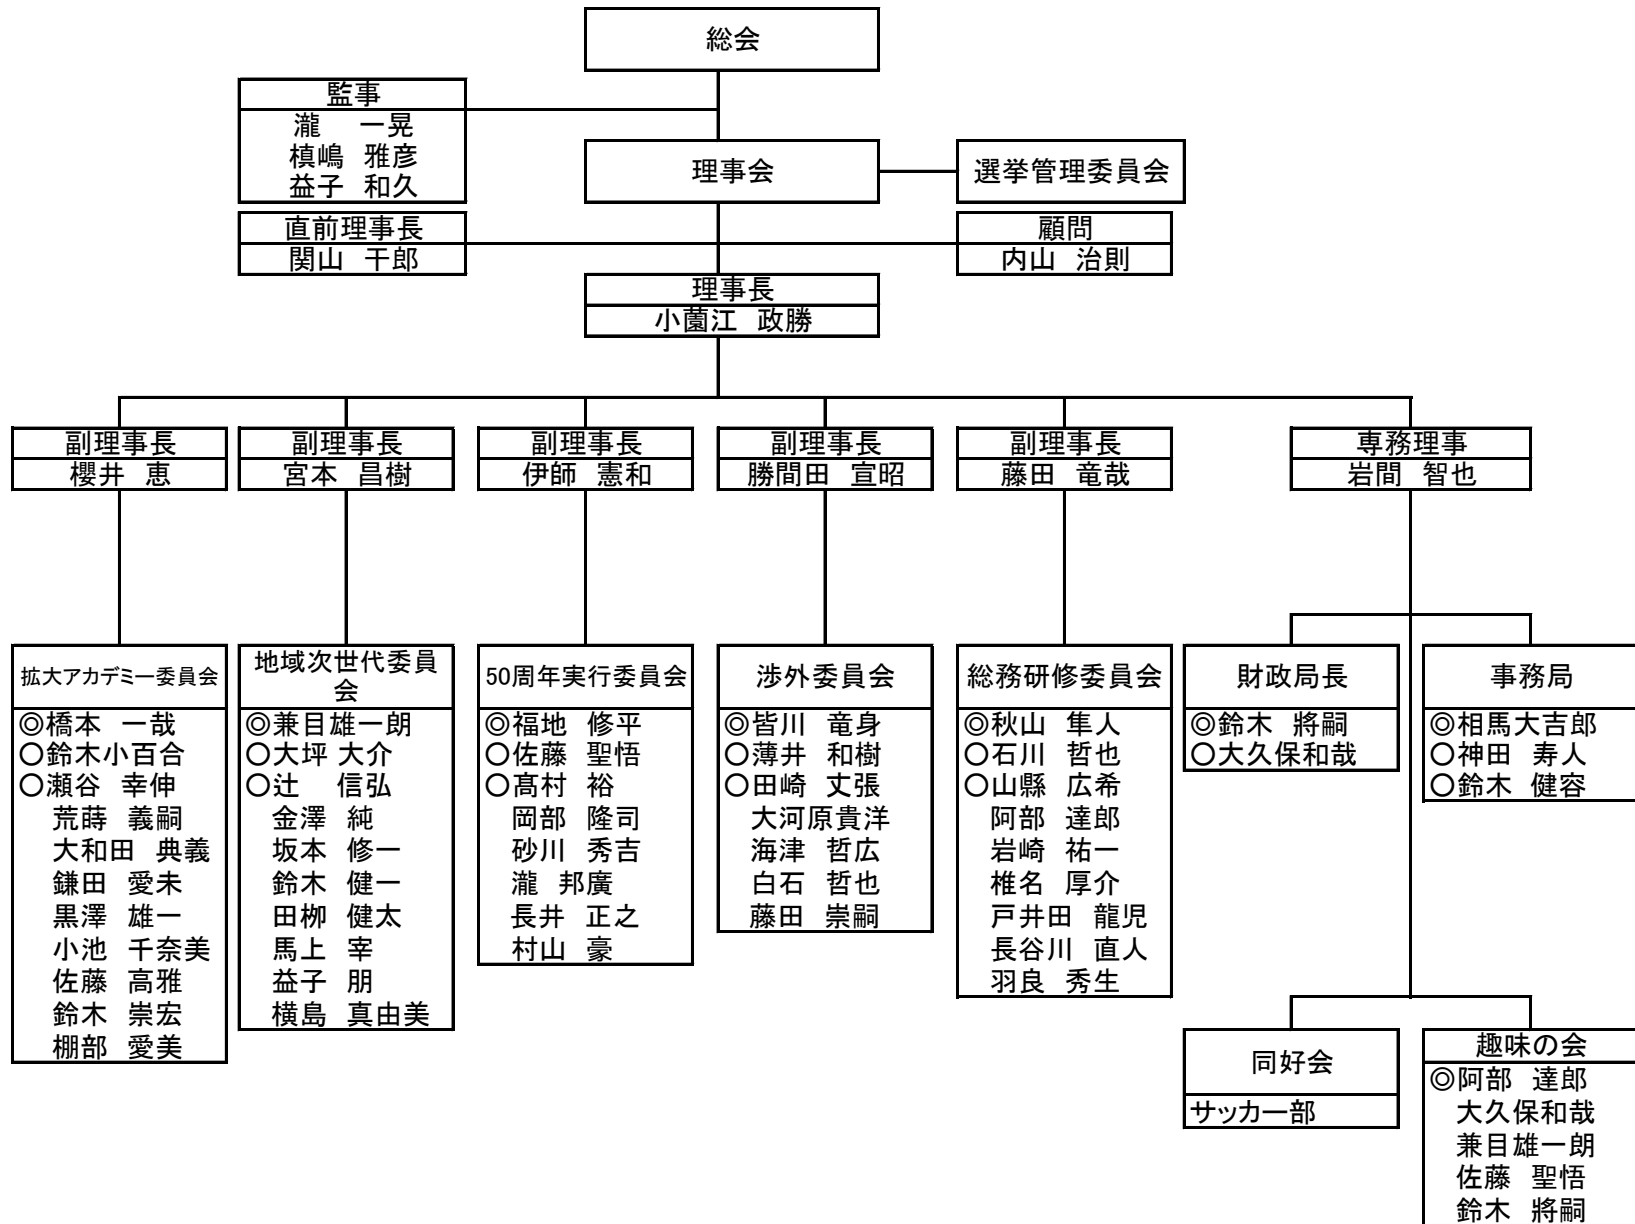 総会
監事
瀧　一晃
槙嶋 雅彦
益子 和久
理事会
選挙管理委員会
直前理事長
関山 干郎
顧問
内山 治則
理事長
小薗江 政勝
副理事長
櫻井 恵
副理事長
宮本 昌樹
副理事長
伊師 憲和
副理事長
勝間田 宣昭
副理事長
藤田 竜哉
専務理事
岩間 智也
拡大アカデミー委員会
◎橋本 一哉
○鈴木小百合
○瀬谷 幸伸
荒蒔 義嗣
大和田 典義
鎌田 愛未
黒澤 雄一
小池 千奈美
佐藤 高雅
鈴木 崇宏
棚部 愛美
地域次世代委員
会
◎兼目雄一朗
○大坪 大介
○辻　信弘
金澤 純
坂本 修一
鈴木 健一
田栁 健太
馬上 宰
益子 朋
横島 真由美
50周年実行委員会
◎福地 修平
○佐藤 聖悟
○髙村 裕
岡部 隆司
砂川 秀吉
瀧 邦廣
長井 正之
村山 豪
渉外委員会
◎皆川 竜身
○薄井 和樹
○田崎 丈張
大河原貴洋
海津 哲広
白石 哲也
藤田 崇嗣
総務研修委員会
◎秋山 隼人
○石川 哲也
○山縣 広希
阿部 達郎
岩崎 祐一
椎名 厚介
戸井田 龍児
長谷川 直人
羽良 秀生
財政局長
◎鈴木 將嗣
○大久保和哉
事務局
◎相馬大吉郎
○神田 寿人
○鈴木 健容
同好会
サッカー部
趣味の会
◎阿部 達郎
大久保和哉
兼目雄一朗
佐藤 聖悟
鈴木 將嗣